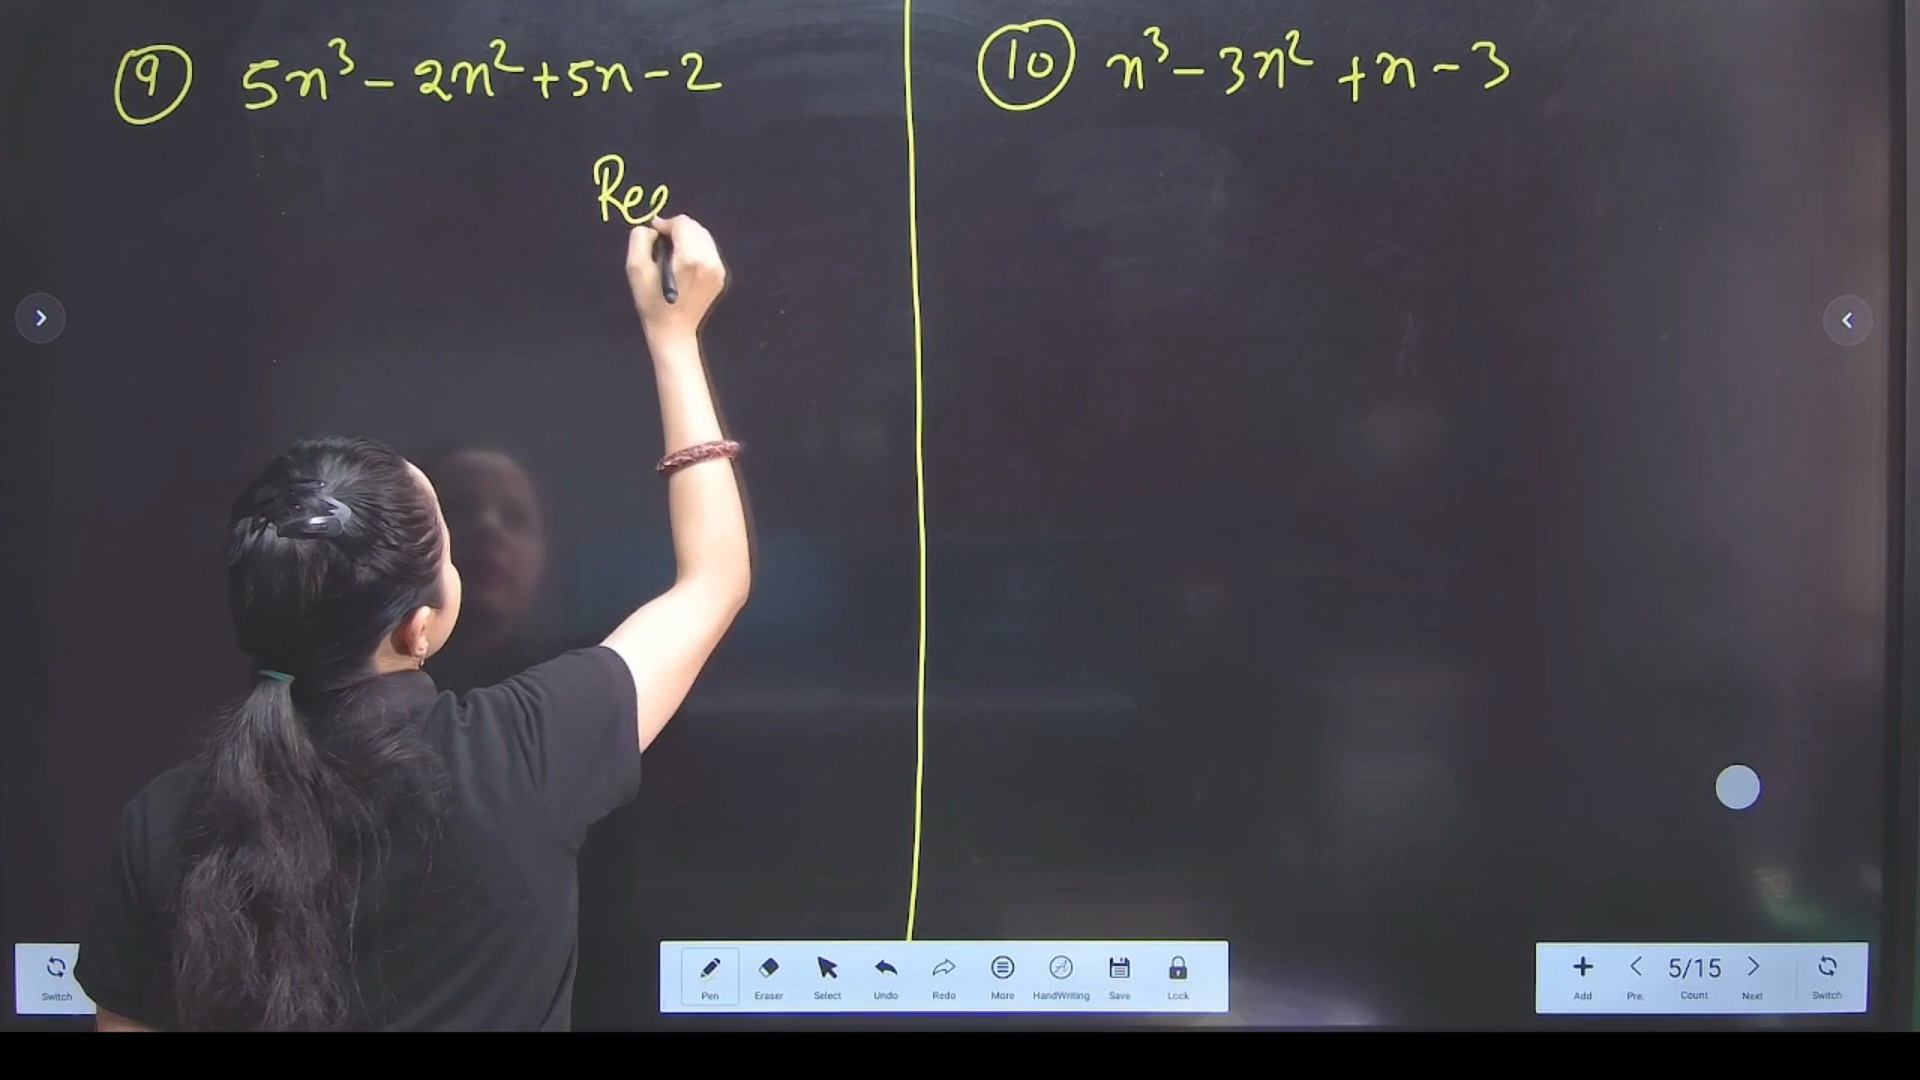 9 5x³ - 2x² + 5x - 2
Ree
10 x³ - 3x² + x - 3
Switch
Pen Eraser Select Undo Redo More HandWriting Save Lock
5/15
Add Pre. Count Next Switch